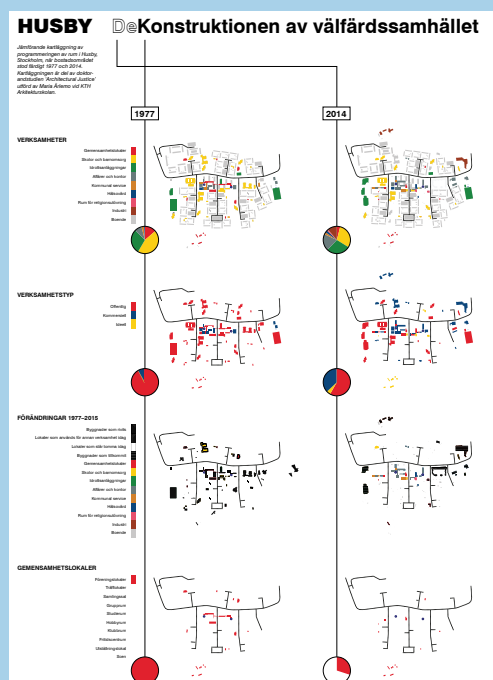 HUSBY DeKonstruktionen av välfärdssamhället
Jämförande kartläggning av
programmeringen av rum i Husby,
Stockholm, när bostadsområdet
stod färdigt 1977 och 2014.
Kartläggningen är del av doktor-
andstudien 'Architectural Justice'
utförd av Maria Ärlemo vid KTH
Arkitekturskolan.
1977
2014
VERKSAMHETER
Gemensamhetslokaler
Skolor och barnomsorg
Idrottsanläggningar
Affärer och kontor
Kommunal service
Hälsovård
Rum för religionsutövning
Industri
Boende
VERKSAMHETSTYP
Offentlig
Kommersiell
Ideell
FÖRÄNDRINGAR 1977–2015
Byggnader som rivits
Lokaler som används för annan verksamhet idag
Lokaler som står tomma idag
Byggnader som tillkommit
Gemensamhetslokaler
Skolor och barnomsorg
Idrottsanläggningar
Affärer och kontor
Kommunal service
Hälsovård
Rum för religionsutövning
Industri
Boende
GEMENSAMHETSLOKALER
Föreningslokaler
Träfflokaler
Samlingssal
Grupprum
Studierum
Hobbyrum
Klubbrum
Fritidscentrum
Utställningslokal
Scen